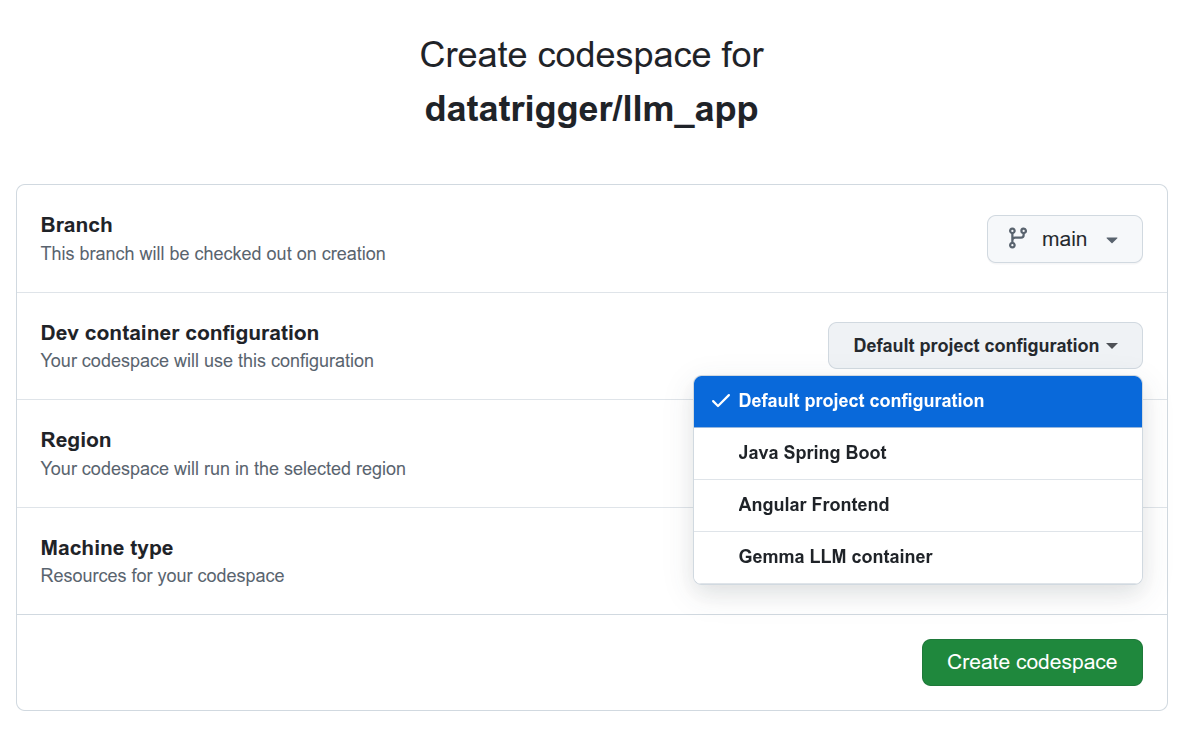 Create codespace for
datatrigger/llm_app
Branch
This branch will be checked out on creation
main
Dev container configuration
Your codespace will use this configuration
Default project configuration
Default project configuration
Java Spring Boot
Angular Frontend
Gemma LLM container
Region
Your codespace will run in the selected region
Machine type
Resources for your codespace
Create codespace